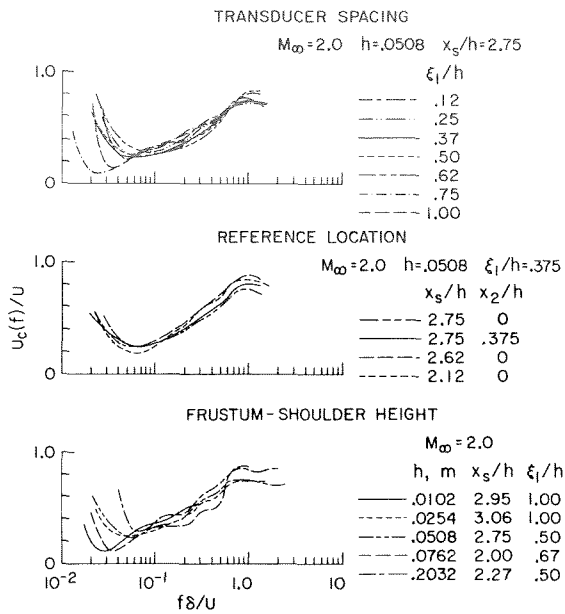 TRANSDUCER SPACING
M∞=2.0 h=.0508 xs/h=2.75
ξ1/h
.12
.25
.37
.50
.62
.75
1.00
1.0
0
REFERENCE LOCATION
M∞=2.0 h=.0508 ξ1/h=.375
xs/h x2/h
2.75 0
2.75 .375
2.62 0
2.12 0
1.0
0
Uc(f)/U
FRUSTUM-SHOULDER HEIGHT
M∞=2.0
h, m xs/h ξ1/h
.0102 2.95 1.00
.0254 3.06 1.00
.0508 2.75 .50
.0762 2.00 .67
.2032 2.27 .50
1.0
0
10-2 10-1 1.0 10
fδ/U